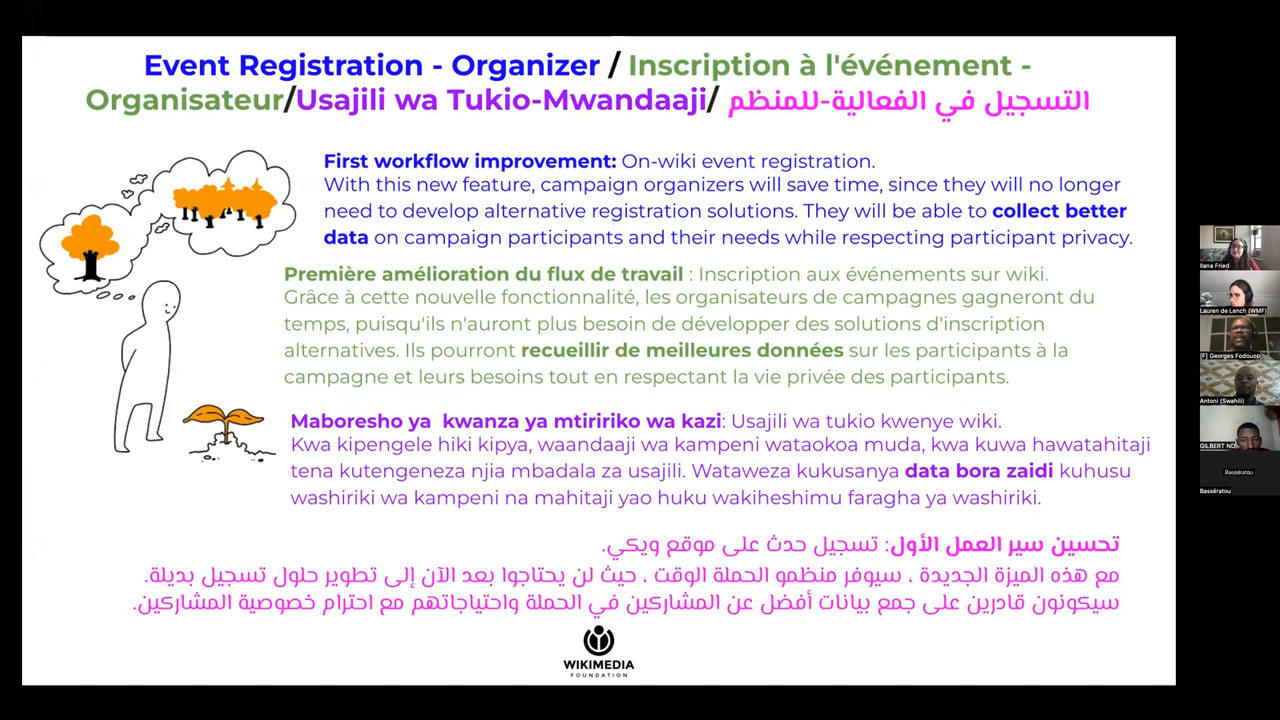 Event Registration - Organizer / Inscription à l'événement -
Organisateur/Usajili wa Tukio-Mwandaaji/ التسجيل في الفعالية-للمنظم
First workflow improvement: On-wiki event registration.
With this new feature, campaign organizers will save time, since they will no longer
need to develop alternative registration solutions. They will be able to collect better
data on campaign participants and their needs while respecting participant privacy.
Première amélioration du flux de travail : Inscription aux événements sur wiki.
Grâce à cette nouvelle fonctionnalité, les organisateurs de campagnes gagneront du
temps, puisqu'ils n'auront plus besoin de développer des solutions d'inscription
alternatives. Ils pourront recueillir de meilleures données sur les participants à la
campagne et leurs besoins tout en respectant la vie privée des participants.
Maboresho ya kwanza ya mtiririko wa kazi: Usajili wa tukio kwenye wiki.
Kwa kipengele hiki kipya, waandaaji wa kampeni wataokoa muda, kwa kuwa hawatahitaji
tena kutengeneza njia mbadala za usajili. Wataweza kukusanya data bora zaidi kuhusu
washiriki wa kampeni na mahitaji yao huku wakiheshimu faragha ya washiriki.
تحسين سير العمل الأول: تسجيل حدث على موقع ويكي.
مع هذه الميزة الجديدة ، سيوفر منظمو الحملة الوقت ، حيث لن يحتاجوا بعد الآن إلى تطوير حلول تسجيل بديلة.
سيكونون قادرين على جمع بيانات أفضل عن المشاركين في الحملة واحتياجاتهم مع احترام خصوصية المشاركين.
WIKIMEDIA
FOUNDATION
Ilana Fried
Lauren de Lench (WMF)
[F] Georges Fodouop
Antoni (Swahili)
GILBERT ND
Bassératou
Bassératou